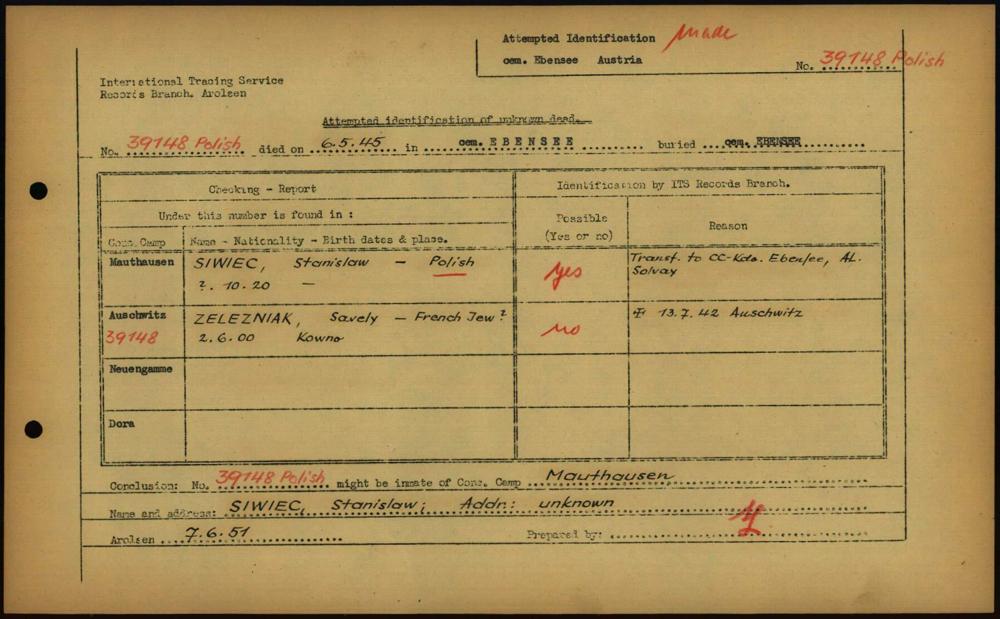 Attempted Identification made
cem. Ebensee Austria
No. 39148 Polish
International Tracing Service
Records Branch. Arolsen
Attempted identification of unknown dead.
No. 39148 Polish died on 6.5.45 in cem. EBENSEE buried cem. EBENSEE
Checking - Report
Identification by ITS Records Branch.
Under this number is found in :
Possible
(Yes or no)
Reason
Conc. Camp
Name - Nationality - Birth dates & place.
Mauthausen
SIWIEC, Stanislaw — Polish
?. 10.20 —
yes
Transf. to CC-Kdo. Ebensee, AL.
Solvay
Auschwitz
39148
ZELEZNIAK, Savely — French Jew?
2.6.00 Kowno
no
13.7.42 Auschwitz
Neuengamme
Dora
Conclusion: No. 39148 Polish might be inmate of Conc. Camp Mauthausen
Name and address: SIWIEC, Stanislaw; Addr.: unknown
Arolsen 7.6.51
Prepared by: